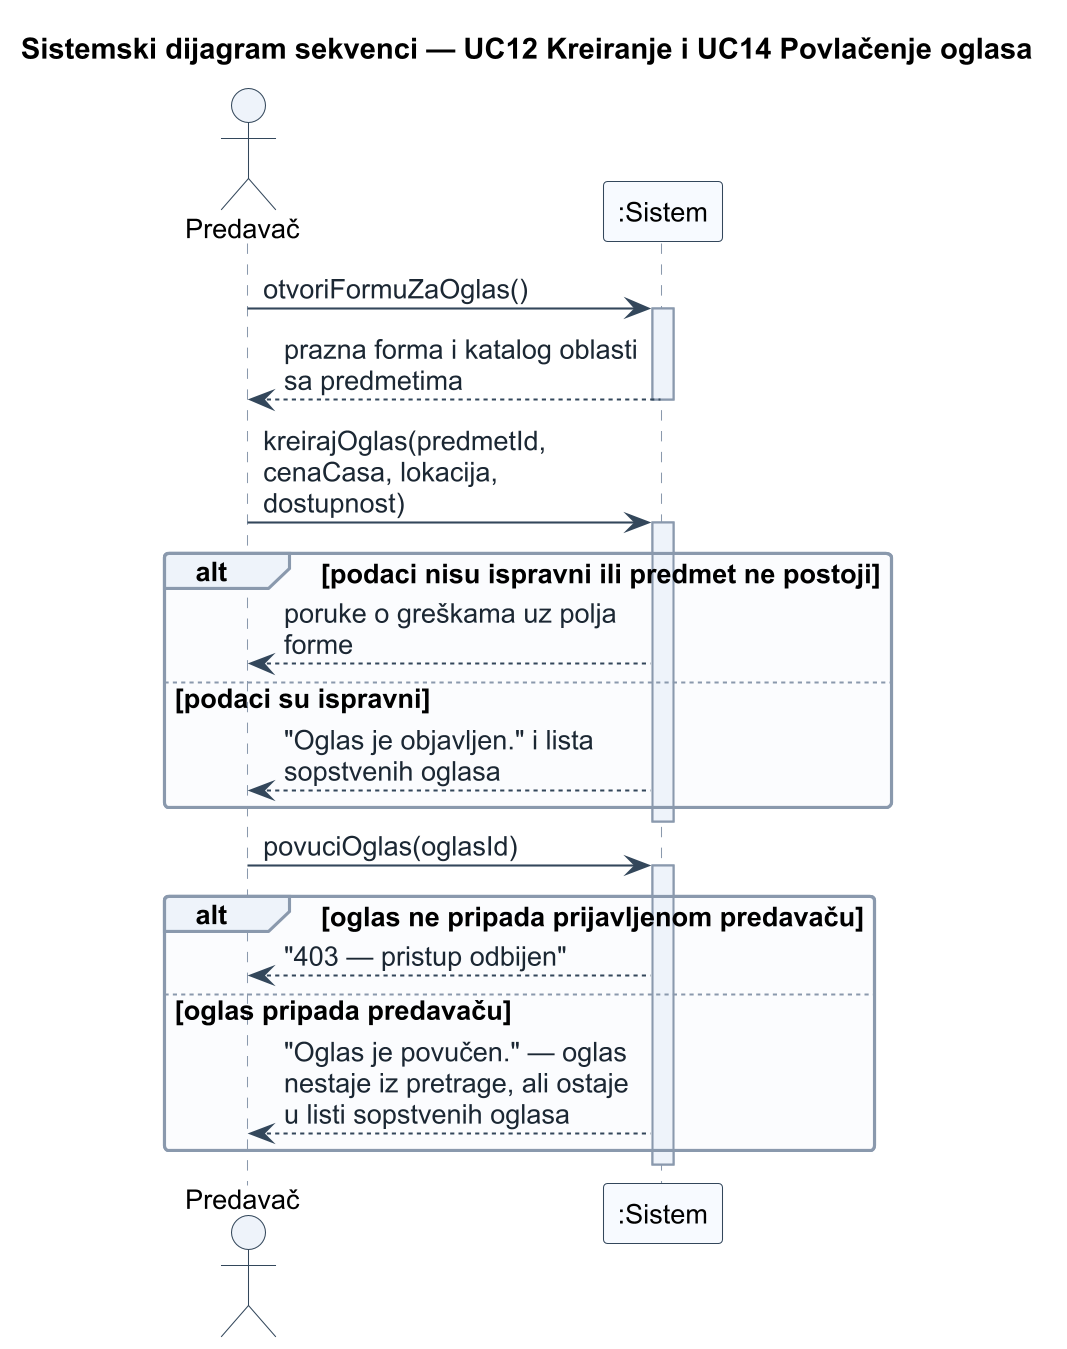 Sistemski dijagram sekvenci — UC12 Kreiranje i UC14 Povlačenje oglasa
Predavač
:Sistem
otvoriFormuZaOglas()
prazna forma i katalog oblasti
sa predmetima
kreirajOglas(predmetId,
cenaCasa, lokacija,
dostupnost)
alt
[podaci nisu ispravni ili predmet ne postoji]
poruke o greškama uz polja
forme
[podaci su ispravni]
"Oglas je objavljen." i lista
sopstvenih oglasa
povuciOglas(oglasId)
alt
[oglas ne pripada prijavljenom predavaču]
"403 — pristup odbijen"
[oglas pripada predavaču]
"Oglas je povučen." — oglas
nestaje iz pretrage, ali ostaje
u listi sopstvenih oglasa
Predavač
:Sistem